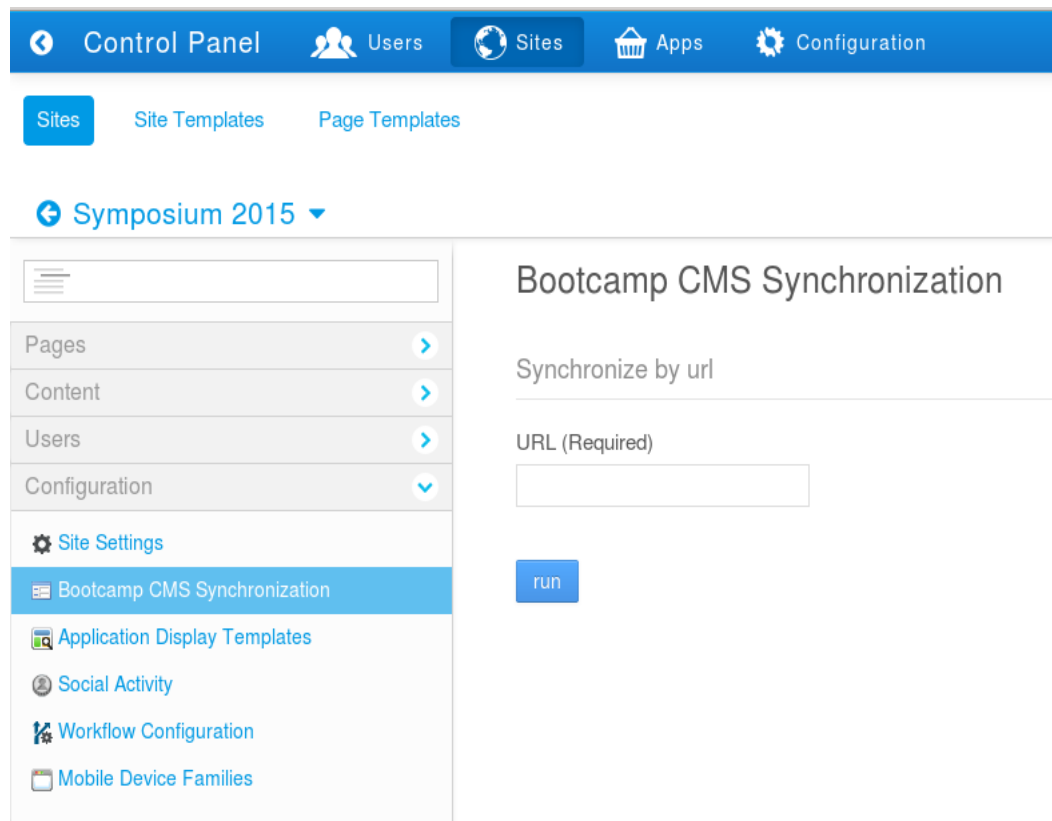 Control Panel Users Sites Apps Configuration
Sites Site Templates Page Templates
Symposium 2015
Pages
Content
Users
Configuration
Site Settings
Bootcamp CMS Synchronization
Application Display Templates
Social Activity
Workflow Configuration
Mobile Device Families
Bootcamp CMS Synchronization
Synchronize by url
URL (Required)
run